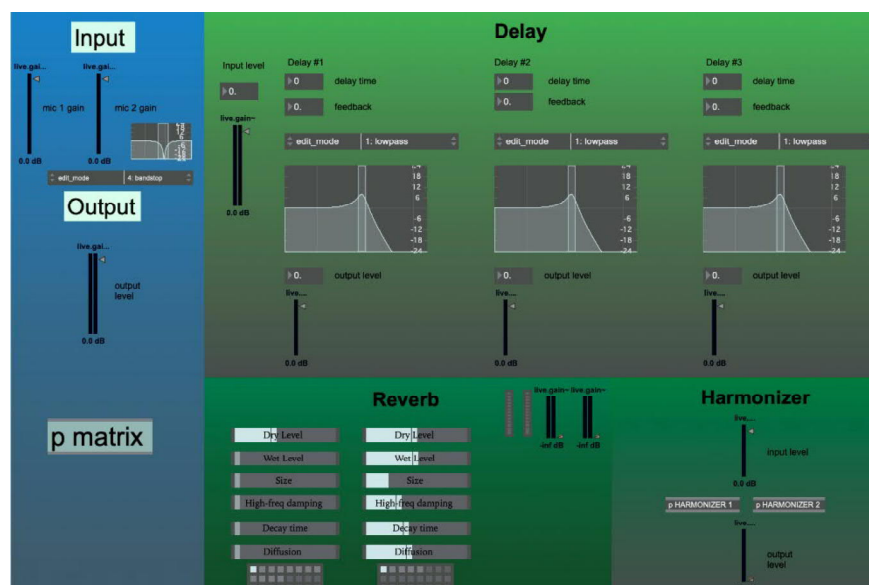 Input
live.gai...
live.gai...
mic 1 gain
mic 2 gain
0.0 dB
0.0 dB
edit_mode
4: bandstop
Output
live.gai...
output
level
0.0 dB
p matrix
Delay
Input level
0.
live.gain~
0.0 dB
Delay #1
0
delay time
0.
feedback
edit_mode
1: lowpass
24
18
12
6
-6
-12
-18
-24
0.
output level
live....
0.0 dB
Delay #2
0
delay time
0.
feedback
edit_mode
1: lowpass
24
18
12
6
-6
-12
-18
-24
0.
output level
live....
0.0 dB
Delay #3
0
delay time
0.
feedback
edit_mode
1: lowpass
24
18
12
6
-6
-12
-18
-24
0.
output level
live....
0.0 dB
Reverb
live.gain~
live.gain~
-inf dB
-inf dB
Dry Level
Wet Level
Size
High-freq damping
Decay time
Diffusion
Dry Level
Wet Level
Size
High-freq damping
Decay time
Diffusion
Harmonizer
live....
input level
0.0 dB
p HARMONIZER 1
p HARMONIZER 2
live....
output
level